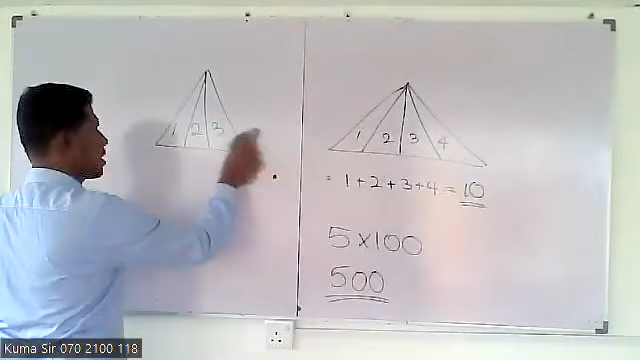 1 2 3
1 2 3 4
= 1+2+3+4 = 10
5×100
500
Kuma Sir 070 2100 118